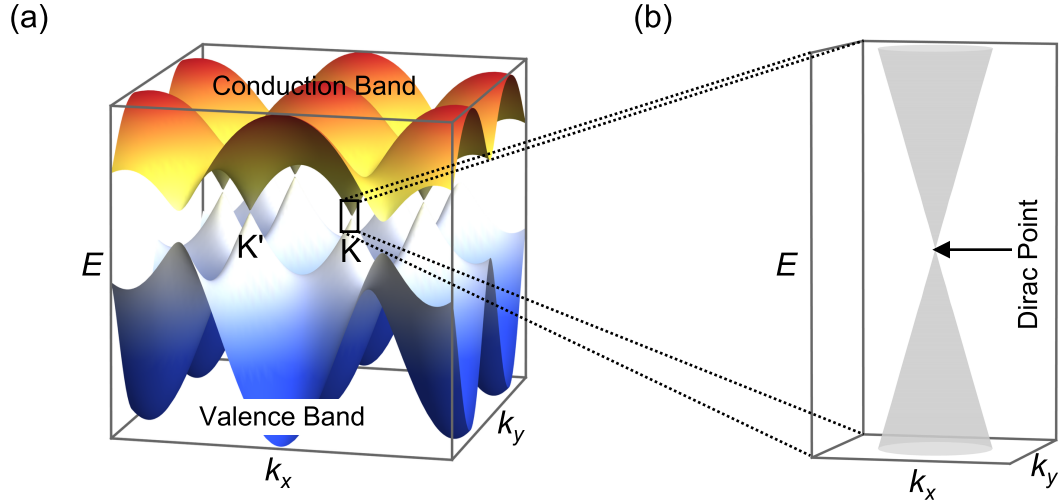 (a)
(b)
Conduction Band
K'
K
E
E
Dirac Point
Valence Band
k_x
k_y
k_x
k_y